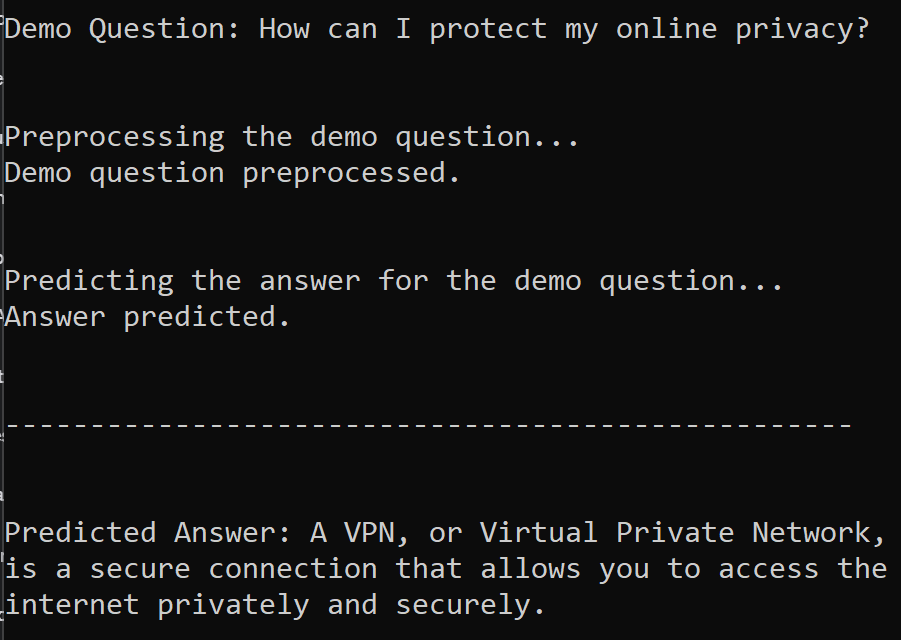 Demo Question: How can I protect my online privacy?
Preprocessing the demo question...
Demo question preprocessed.
Predicting the answer for the demo question...
Answer predicted.
--------------------------------------------------
Predicted Answer: A VPN, or Virtual Private Network,
is a secure connection that allows you to access the
internet privately and securely.